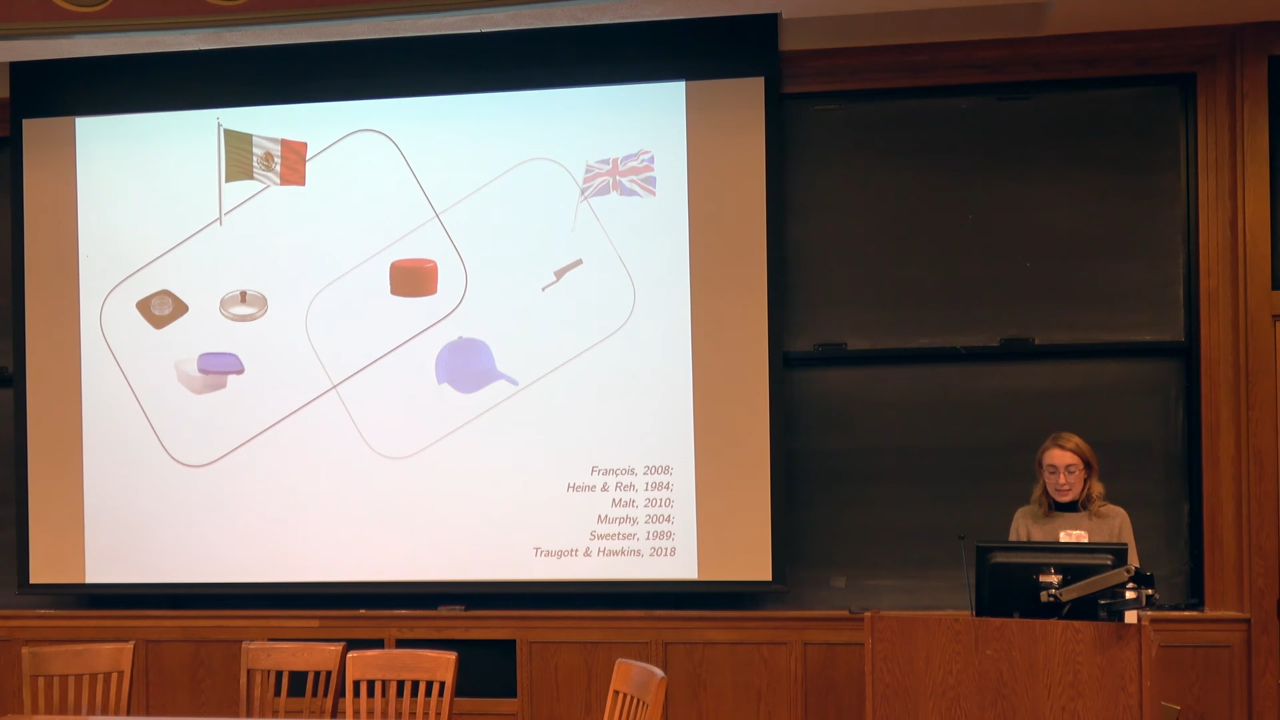 François, 2008;
Heine & Reh, 1984;
Malt, 2010;
Murphy, 2004;
Sweetser, 1989;
Traugott & Hawkins, 2018